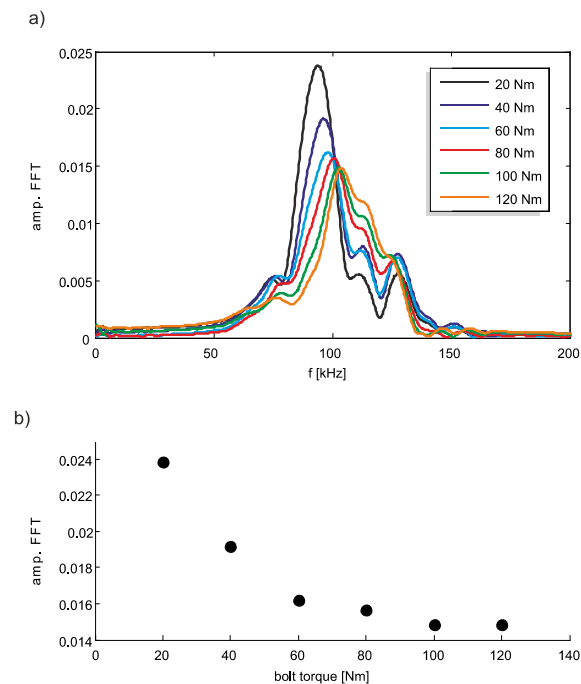 a)
0.025
0.02
0.015
0.01
0.005
0
amp. FFT
0 50 100 150 200
f [kHz]
20 Nm
40 Nm
60 Nm
80 Nm
100 Nm
120 Nm
b)
0.024
0.024
0.02
0.018
0.016
0.014
amp. FFT
0 20 40 60 80 100 120 140
bolt torque [Nm]